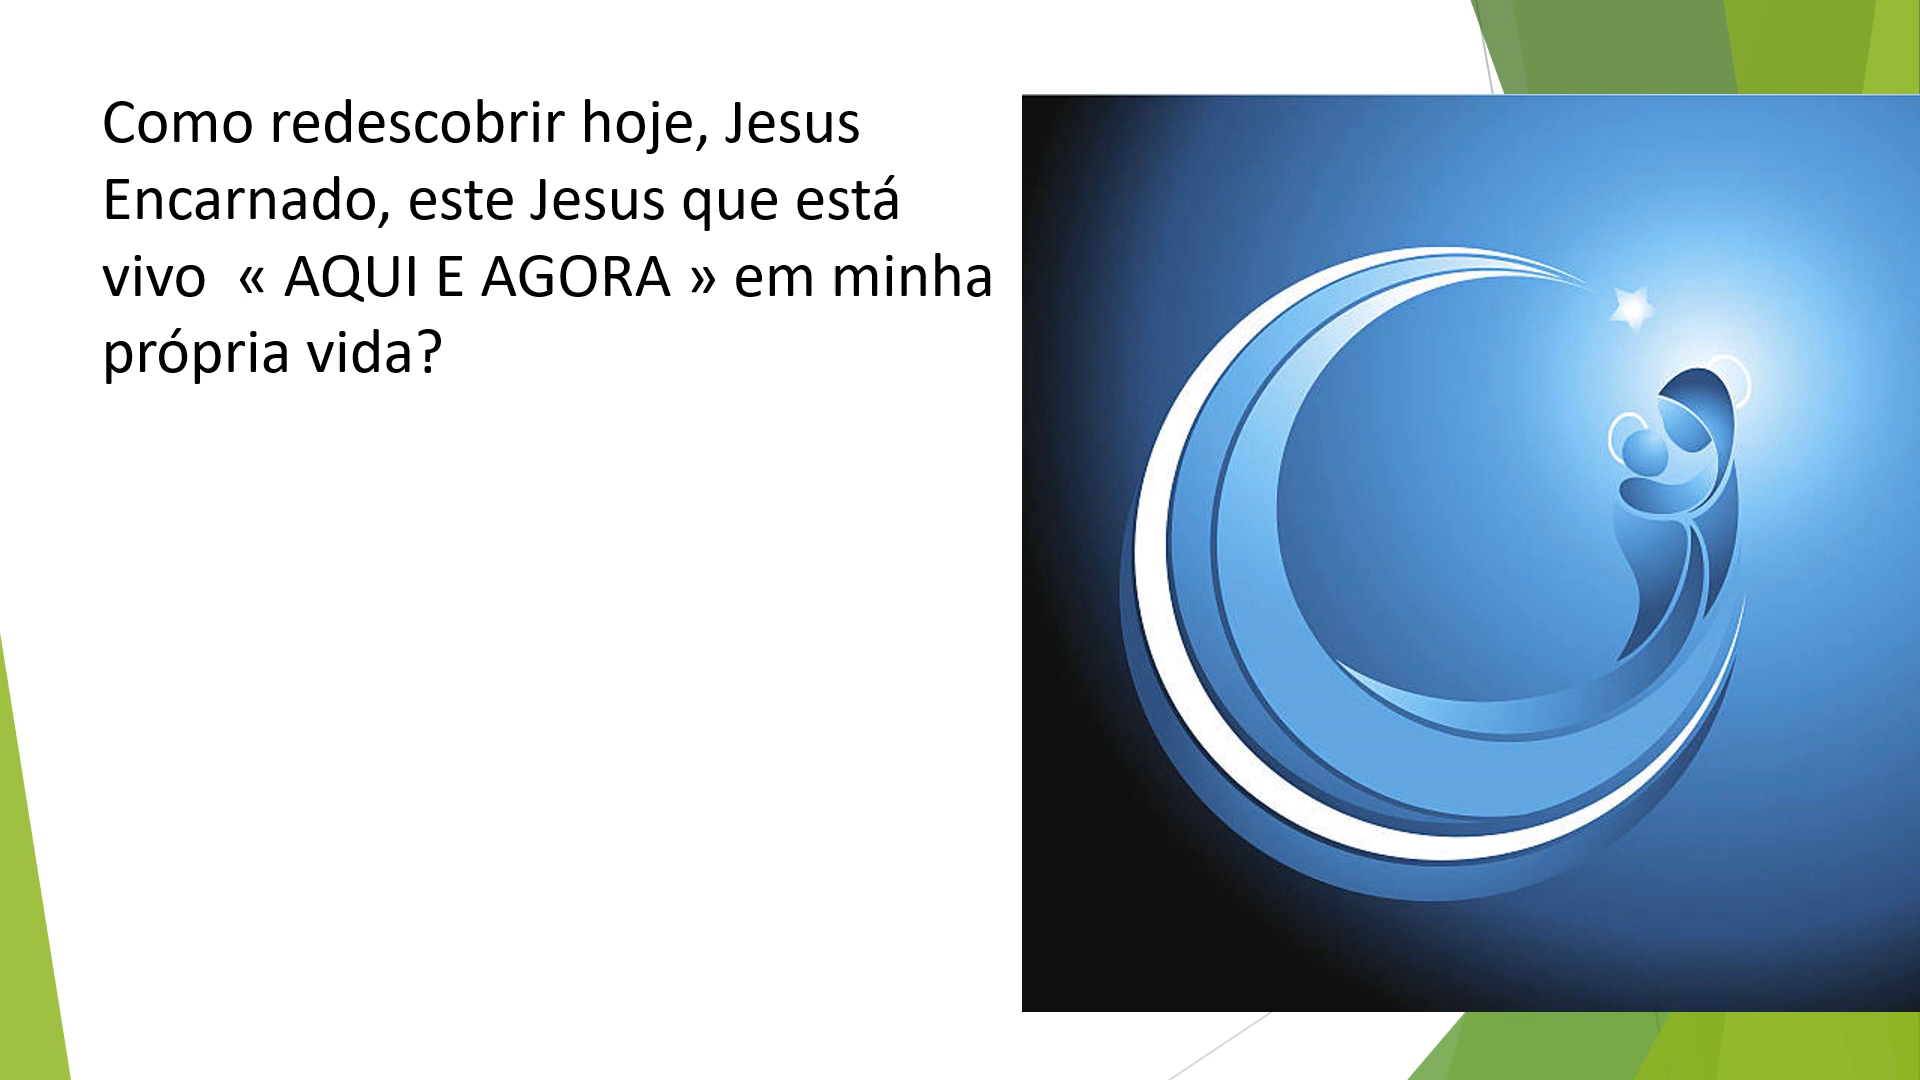 Como redescobrir hoje, Jesus
Encarnado, este Jesus que está
vivo  « AQUI E AGORA » em minha
própria vida?